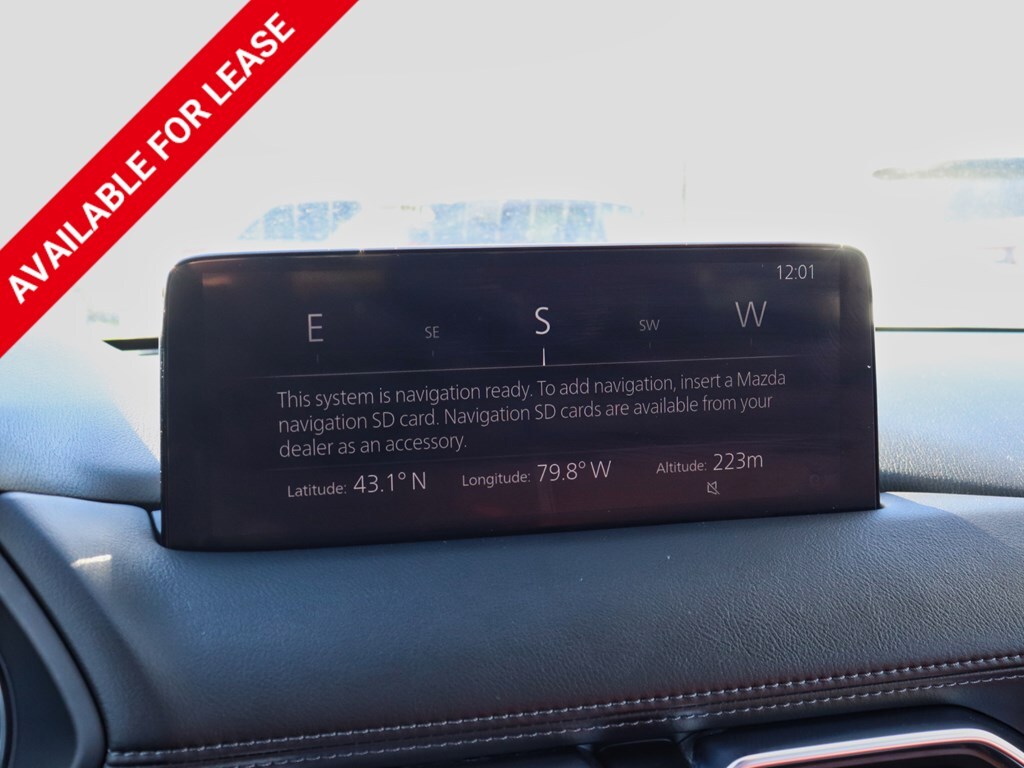 AVAILABLE FOR LEASE
12:01
E SE S SW W
This system is navigation ready. To add navigation, insert a Mazda
navigation SD card. Navigation SD cards are available from your
dealer as an accessory.
Latitude: 43.1° N Longitude: 79.8° W Altitude: 223m